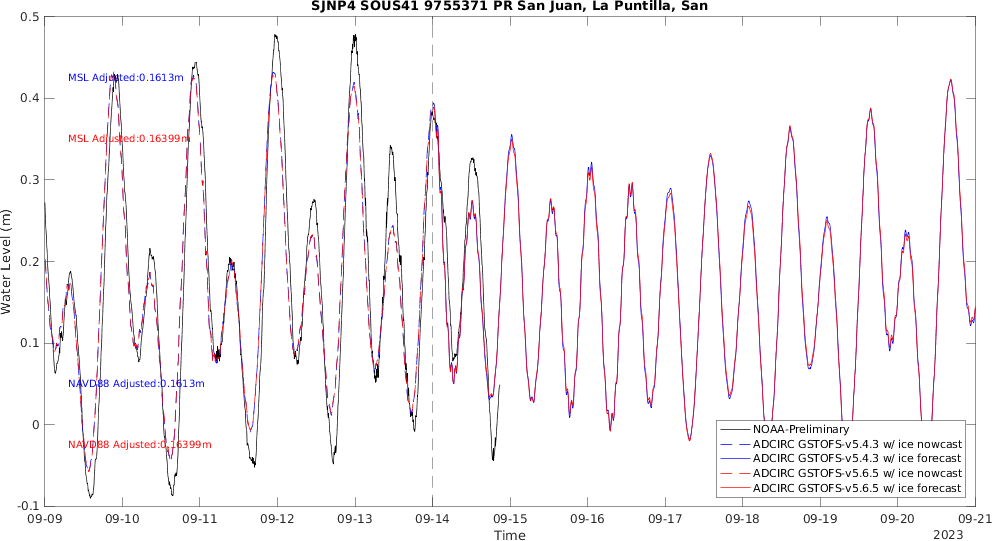 SJNP4 SOUS41 9755371 PR San Juan, La Puntilla, San
0.5
MSL Adjusted:0.1613m
0.4
MSL Adjusted:0.16399m
0.3
Water Level (m)
0.2
0.1
NAVD88 Adjusted:0.1613m
0
NAVD88 Adjusted:0.16399m
NOAA-Preliminary
ADCIRC GSTOFS-v5.4.3 w/ ice nowcast
ADCIRC GSTOFS-v5.4.3 w/ ice forecast
ADCIRC GSTOFS-v5.6.5 w/ ice nowcast
ADCIRC GSTOFS-v5.6.5 w/ ice forecast
-0.1
09-09 09-10 09-11 09-12 09-13 09-14 09-15 09-16 09-17 09-18 09-19 09-20 09-21
Time
2023